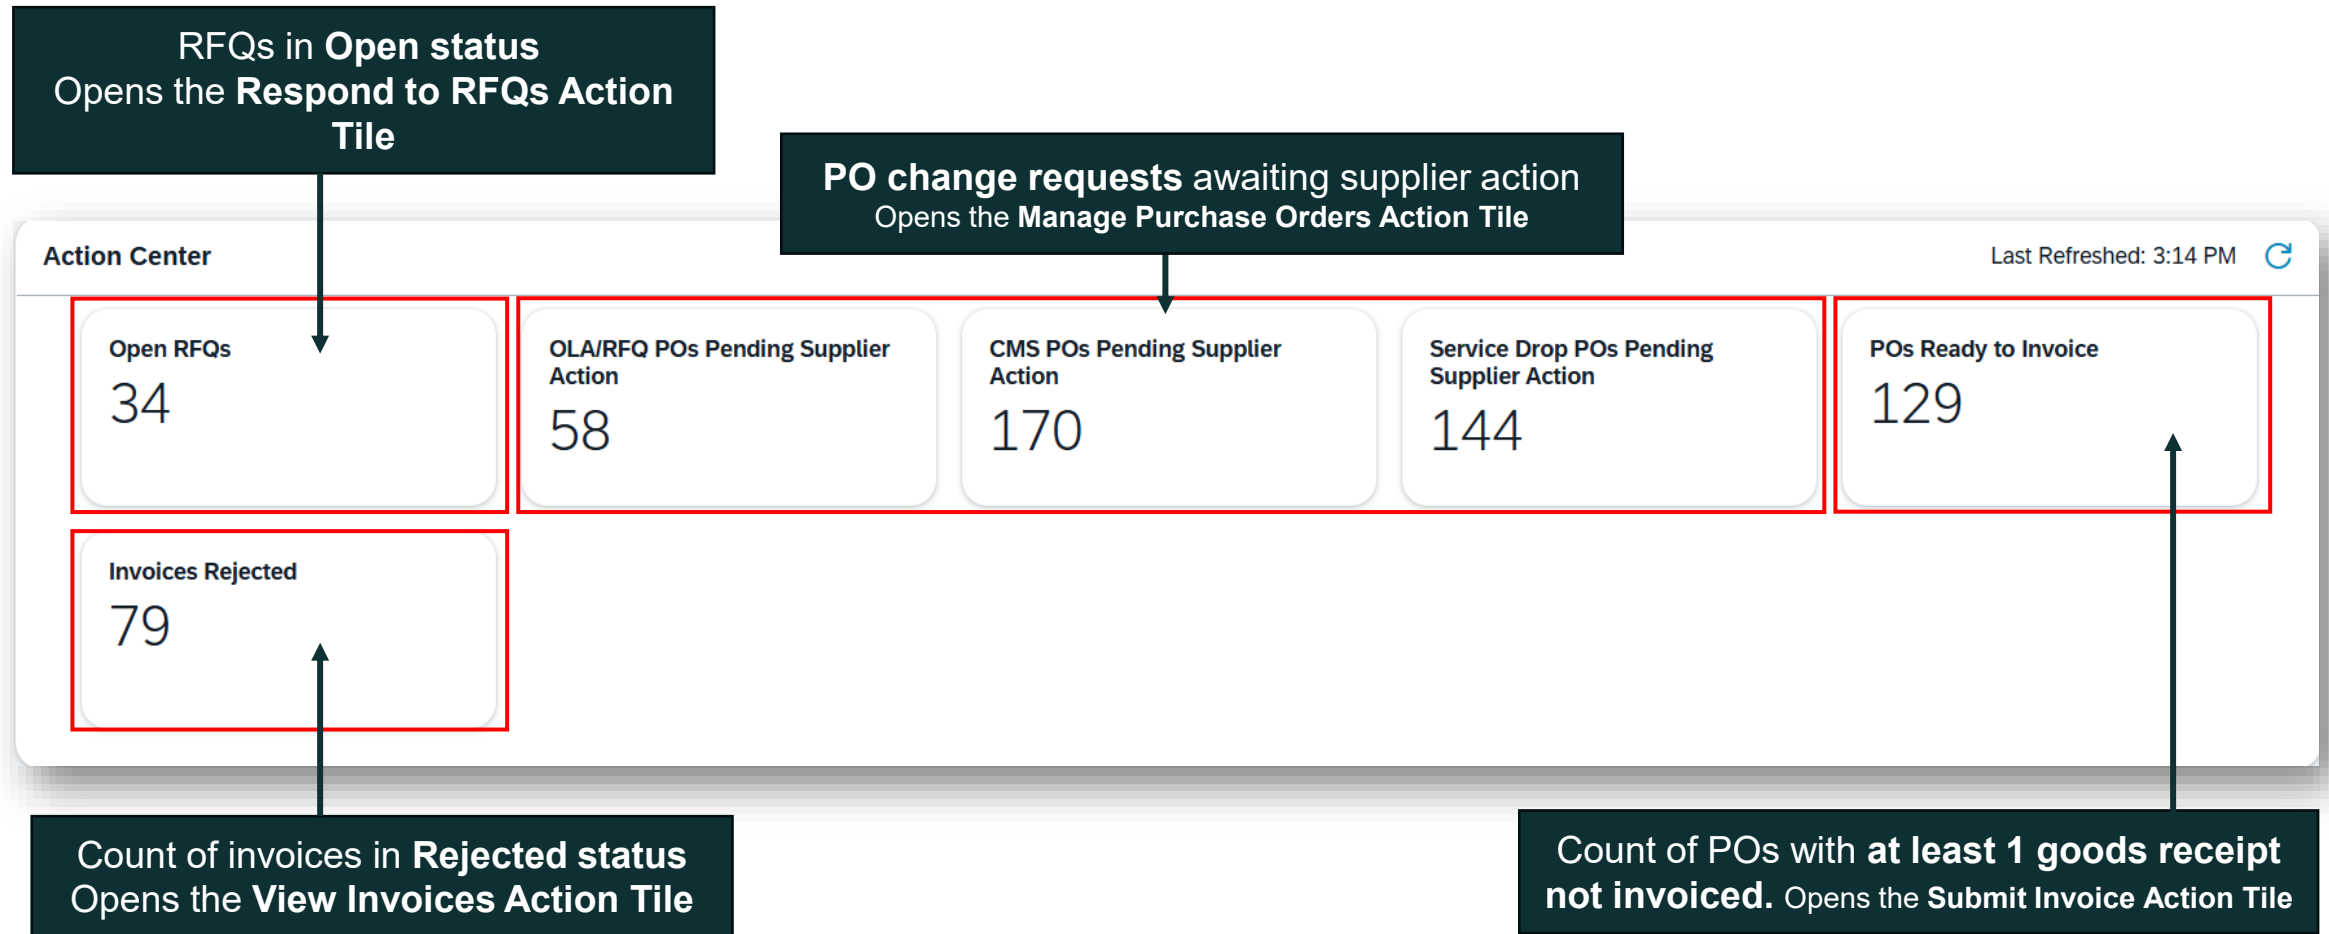 RFQs in Open status
Opens the Respond to RFQs Action
Tile
PO change requests awaiting supplier action
Opens the Manage Purchase Orders Action Tile
Action Center
Last Refreshed: 3:14 PM
Open RFQs
34
OLA/RFQ POs Pending Supplier
Action
58
CMS POs Pending Supplier
Action
170
Service Drop POs Pending
Supplier Action
144
POs Ready to Invoice
129
Invoices Rejected
79
Count of invoices in Rejected status
Opens the View Invoices Action Tile
Count of POs with at least 1 goods receipt
not invoiced. Opens the Submit Invoice Action Tile